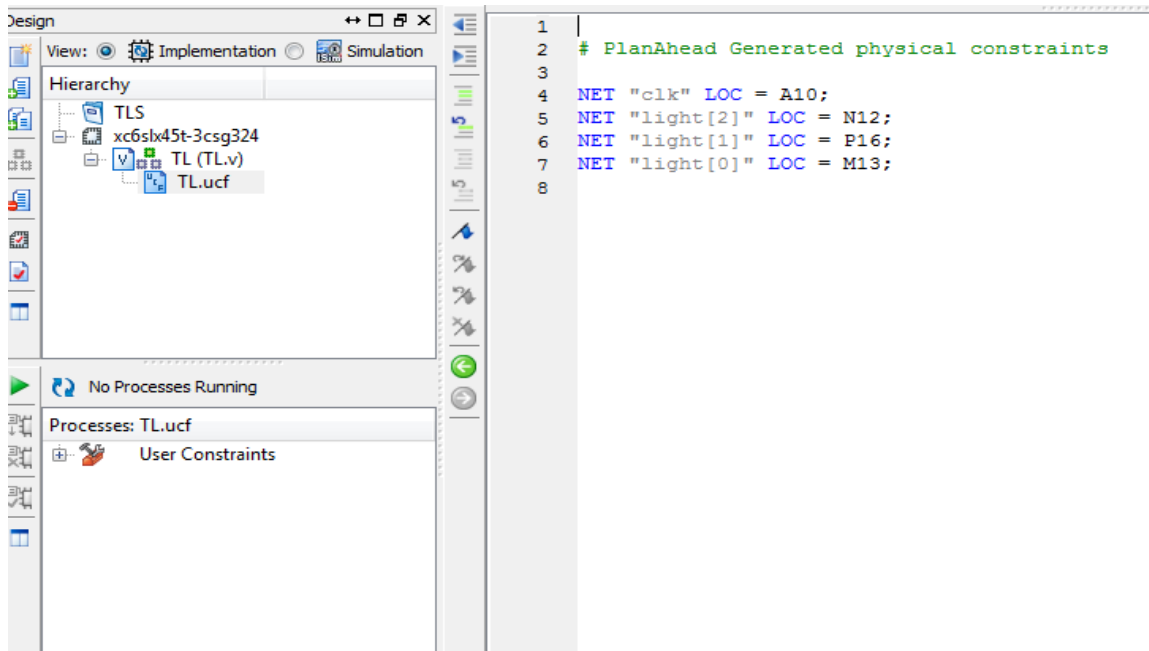 Design
View: Implementation Simulation
Hierarchy
TLS
xc6slx45t-3csg324
TL (TL.v)
TL.ucf
No Processes Running
Processes: TL.ucf
User Constraints
1
2 # PlanAhead Generated physical constraints
3
4 NET "clk" LOC = A10;
5 NET "light[2]" LOC = N12;
6 NET "light[1]" LOC = P16;
7 NET "light[0]" LOC = M13;
8